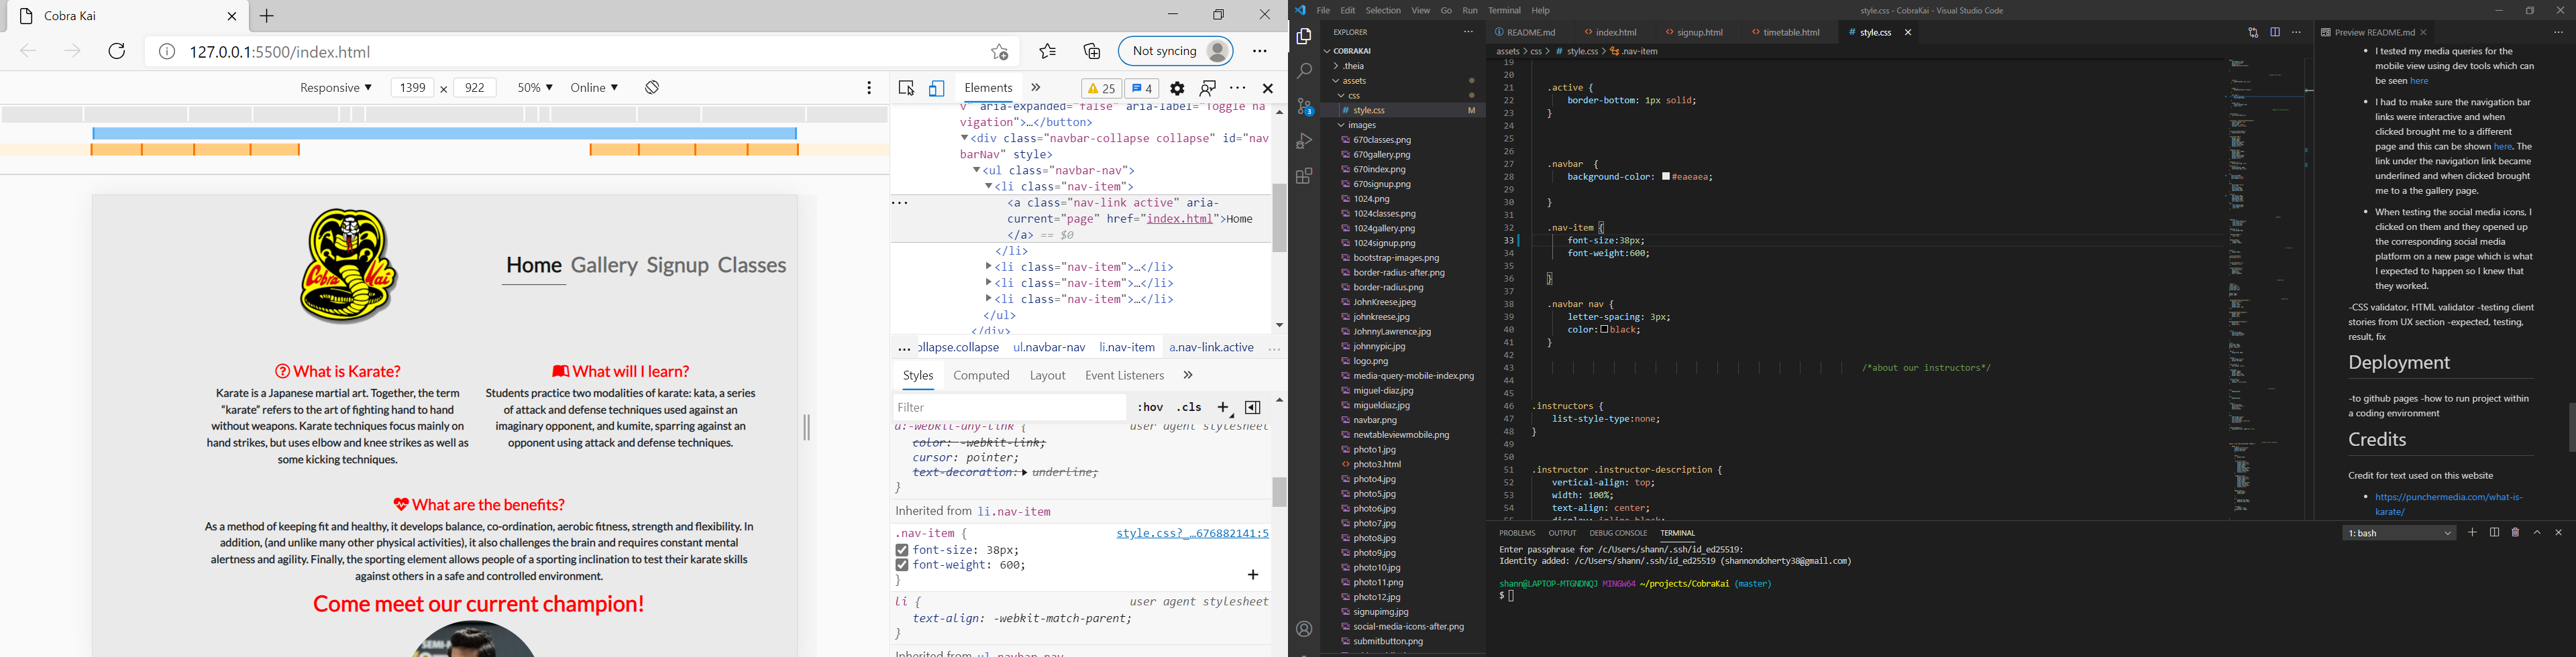 Cobra Kai
127.0.0.1:5500/index.html
Not syncing
Responsive 1399 × 922 50% Online
Elements 25 4
v" aria-expanded="false" aria-label="Toggle na
vigation">…</button>
<div class="navbar-collapse collapse" id="nav
barNav" style>
<ul class="navbar-nav">
<li class="nav-item">
<a class="nav-link active" aria-
current="page" href="index.html">Home
</a> == $0
</li>
<li class="nav-item">…</li>
<li class="nav-item">…</li>
<li class="nav-item">…</li>
</ul>
</div>
... ollapse.collapse ul.navbar-nav li.nav-item a.nav-link.active ...
Styles Computed Layout Event Listeners
Filter :hov .cls
a:-webkit-any-link { user agent stylesheet
color: -webkit-link;
cursor: pointer;
text-decoration: underline;
}
Inherited from li.nav-item
.nav-item { style.css?_…676882141:5
font-size: 38px;
font-weight: 600;
}
li { user agent stylesheet
text-align: -webkit-match-parent;
}
Inherited from ul.navbar-nav
Cobra Kai
Home Gallery Signup Classes
What is Karate?
Karate is a Japanese martial art. Together, the term
"karate" refers to the art of fighting hand to hand
without weapons. Karate techniques focus mainly on
hand strikes, but uses elbow and knee strikes as well as
some kicking techniques.
What will I learn?
Students practice two modalities of karate: kata, a series
of attack and defense techniques used against an
imaginary opponent, and kumite, sparring against an
opponent using attack and defense techniques.
What are the benefits?
As a method of keeping fit and healthy, it develops balance, co-ordination, aerobic fitness, strength and flexibility. In
addition, (and unlike many other physical activities), it also challenges the brain and requires constant mental
alertness and agility. Finally, the sporting element allows people of a sporting inclination to test their karate skills
against others in a safe and controlled environment.
Come meet our current champion!
File Edit Selection View Go Run Terminal Help
style.css - CobraKai - Visual Studio Code
EXPLORER
COBRAKAI
.theia
assets
css
style.css M
images
670classes.png
670gallery.png
670index.png
670signup.png
1024.png
1024classes.png
1024gallery.png
1024signup.png
bootstrap-images.png
border-radius-after.png
border-radius.png
JohnKreese.jpeg
johnkreese.jpg
JohnnyLawrence.jpg
johnnypic.jpg
logo.png
media-query-mobile-index.png
miguel-diaz.jpg
migueldiaz.jpg
navbar.png
newtableviewmobile.png
photo1.jpg
photo3.html
photo4.jpg
photo5.jpg
photo6.jpg
photo7.jpg
photo8.jpg
photo9.jpg
photo10.jpg
photo11.png
photo12.jpg
signupimg.jpg
social-media-icons-after.png
submitbutton.png
3
README.md index.html signup.html timetable.html style.css
assets > css > style.css > .nav-item
19
20
21 .active {
22 border-bottom: 1px solid;
23 }
24
25
26
27 .navbar {
28 background-color: #eaeaea;
29
30 }
31
32 .nav-item {
33 font-size:38px;
34 font-weight:600;
35
36 }
37
38 .navbar nav {
39 letter-spacing: 3px;
40 color: black;
41 }
42
43 /*about our instructors*/
44
45
46 .instructors {
47 list-style-type:none;
48 }
49
50
51 .instructor .instructor-description {
52 vertical-align: top;
53 width: 100%;
54 text-align: center;
55 display: inline-block;
PROBLEMS OUTPUT DEBUG CONSOLE TERMINAL 1: bash
Enter passphrase for /c/Users/shann/.ssh/id_ed25519:
Identity added: /c/Users/shann/.ssh/id_ed25519 (shannondoherty38@gmail.com)
shann@LAPTOP-MTGNDNQJ MINGW64 ~/projects/CobraKai (master)
$
Preview README.md
• I tested my media queries for the
mobile view using dev tools which can
be seen here
• I had to make sure the navigation bar
links were interactive and when
clicked brought me to a different
page and this can be shown here. The
link under the navigation link became
underlined and when clicked brought
me to a the gallery page.
• When testing the social media icons, I
clicked on them and they opened up
the corresponding social media
platform on a new page which is what
I expected to happen so I knew that
they worked.
-CSS validator, HTML validator -testing client
stories from UX section -expected, testing,
result, fix
Deployment
-to github pages -how to run project within
a coding environment
Credits
Credit for text used on this website
• https://punchermedia.com/what-is-
karate/